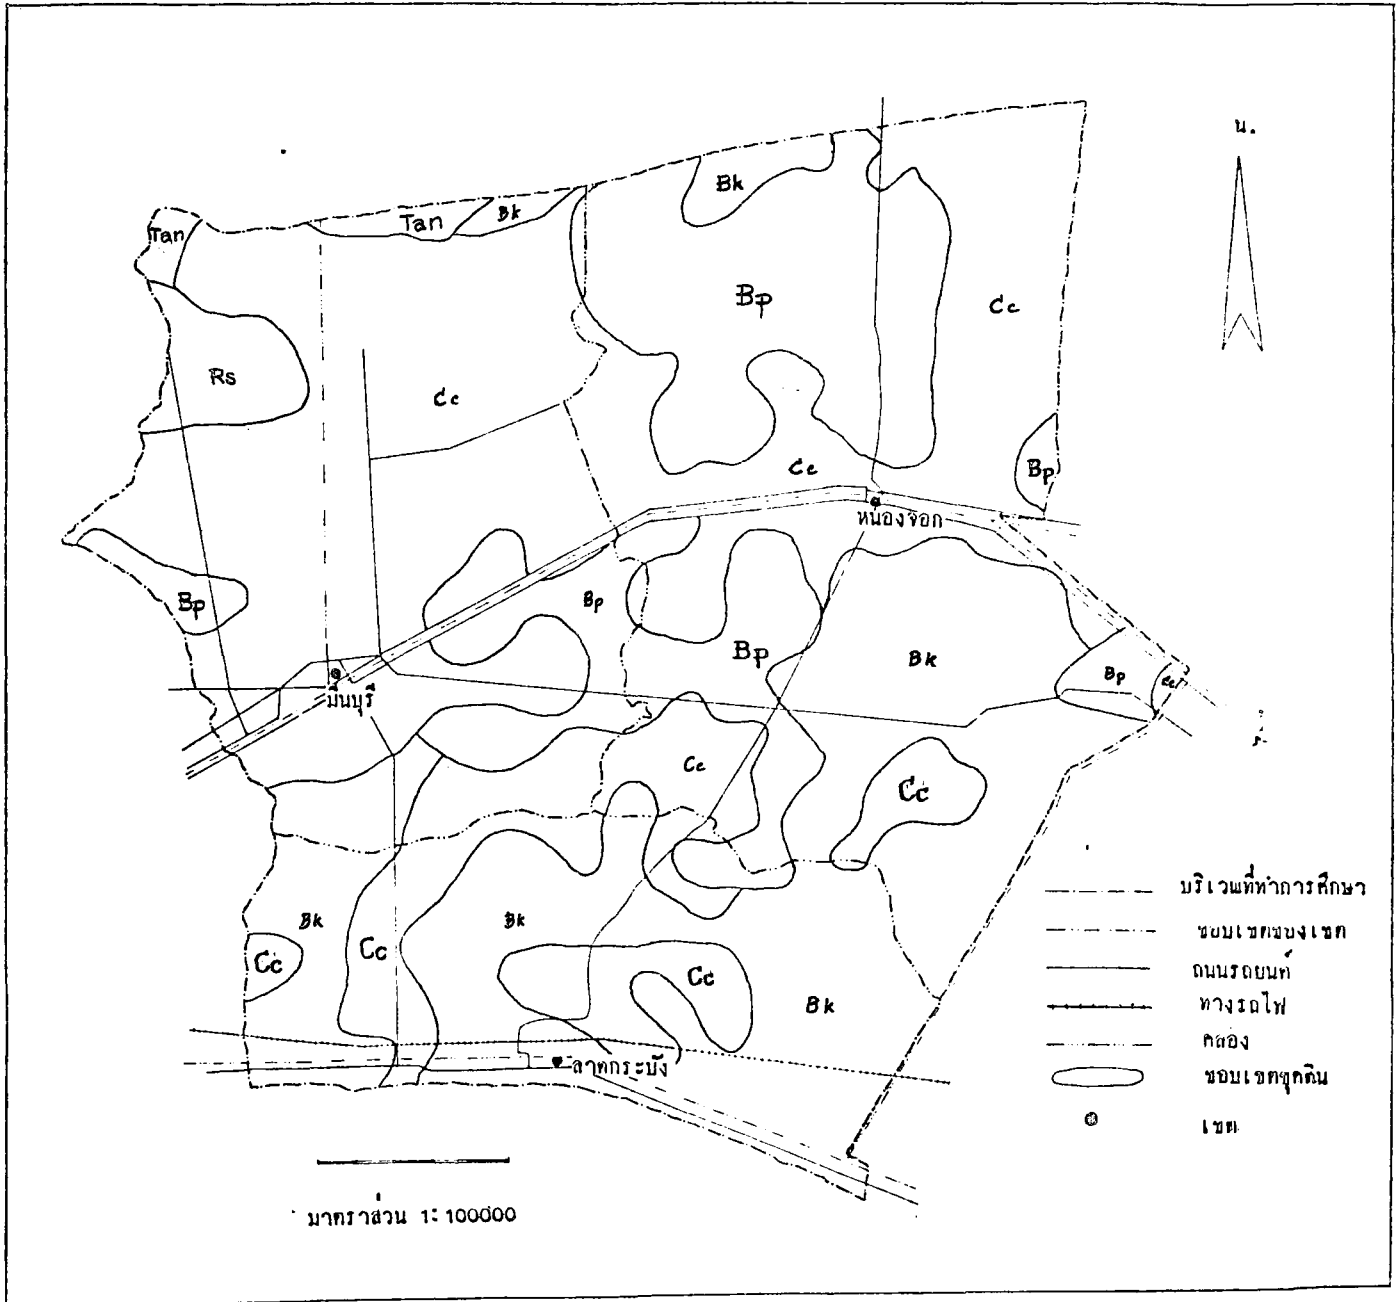 น.
Bk
Tan
Bk
Tan
Bp
Cc
Rs
Cc
Cc
Bp
หนองจอก
Bp
Bp
Bp
Bk
Bp
Cc
มีนบุรี
Cc
Cc
บริเวณที่ทำการศึกษา
Bk
Bk
Cc
ขอบเขตของเขต
Cc
Cc
ถนนรถยนต์
Bk
ทางรถไฟ
คลอง
ลาดกระบัง
ขอบเขตชุดดิน
เขต
มาตราส่วน 1:100000